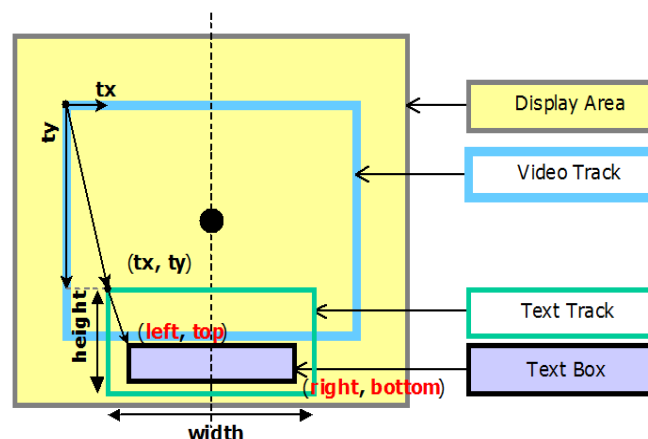 tx
Display Area
ty
Video Track
(tx, ty)
height
Text Track
(left, top)
Text Box
(right, bottom)
width